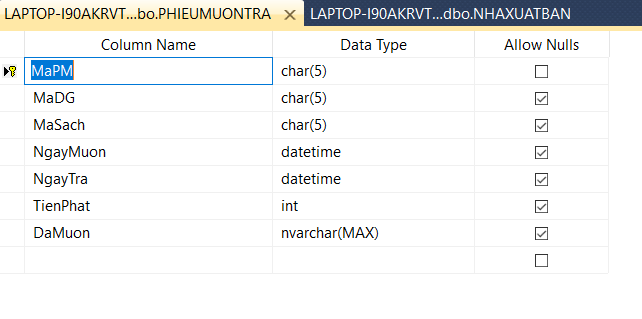 LAPTOP-I90AKRVT...bo.PHIEUMUONTRA LAPTOP-I90AKRVT...dbo.NHAXUATBAN
Column Name Data Type Allow Nulls
MaPM char(5)
MaDG char(5)
MaSach char(5)
NgayMuon datetime
NgayTra datetime
TienPhat int
DaMuon nvarchar(MAX)